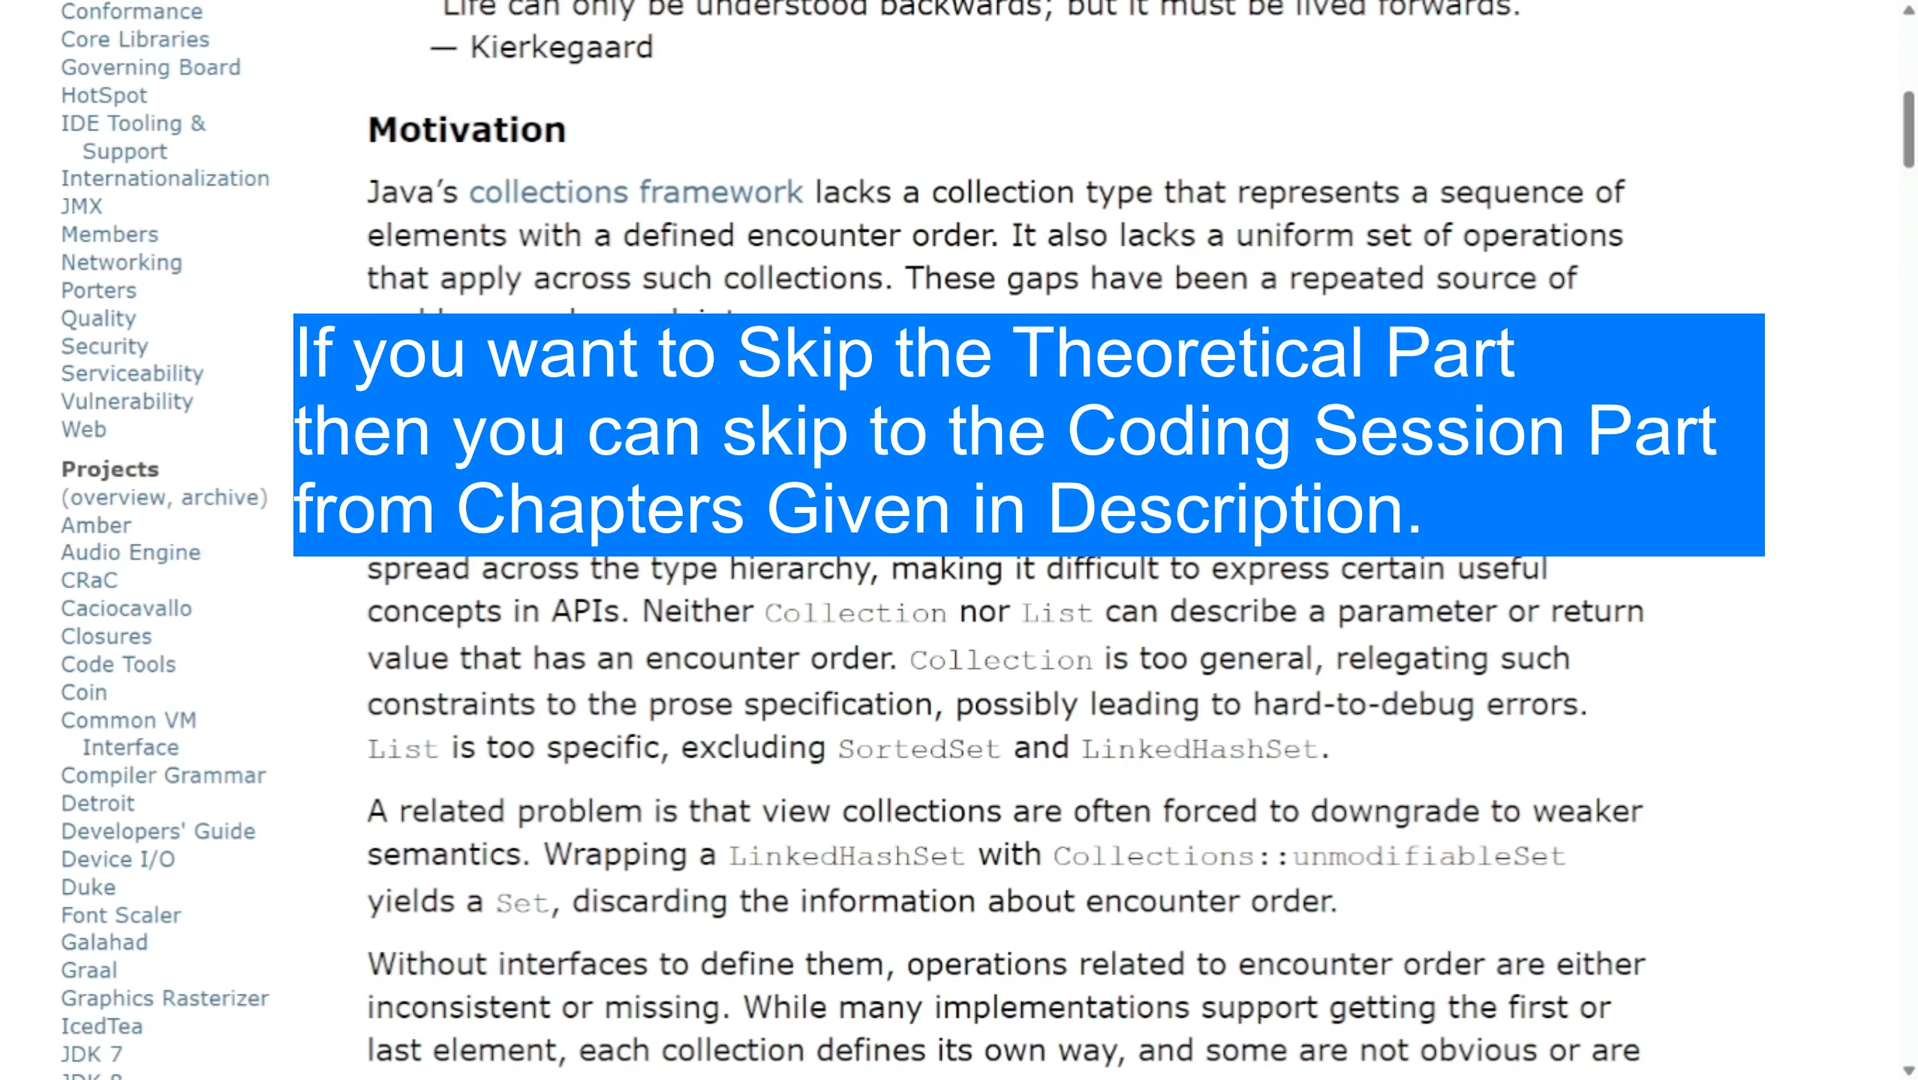 Conformance
Core Libraries
Governing Board
HotSpot
IDE Tooling &
Support
Internationalization
JMX
Members
Networking
Porters
Quality
Security
Serviceability
Vulnerability
Web
Projects
(overview, archive)
Amber
Audio Engine
CRaC
Caciocavallo
Closures
Code Tools
Coin
Common VM
Interface
Compiler Grammar
Detroit
Developers' Guide
Device I/O
Duke
Font Scaler
Galahad
Graal
Graphics Rasterizer
IcedTea
JDK 7
"Life can only be understood backwards; but it must be lived forwards."
— Kierkegaard
Motivation
Java’s collections framework lacks a collection type that represents a sequence of
elements with a defined encounter order. It also lacks a uniform set of operations
that apply across such collections. These gaps have been a repeated source of
If you want to Skip the Theoretical Part
then you can skip to the Coding Session Part
from Chapters Given in Description.
spread across the type hierarchy, making it difficult to express certain useful
concepts in APIs. Neither Collection nor List can describe a parameter or return
value that has an encounter order. Collection is too general, relegating such
constraints to the prose specification, possibly leading to hard-to-debug errors.
List is too specific, excluding SortedSet and LinkedHashSet.
A related problem is that view collections are often forced to downgrade to weaker
semantics. Wrapping a LinkedHashSet with Collections::unmodifiableSet
yields a Set, discarding the information about encounter order.
Without interfaces to define them, operations related to encounter order are either
inconsistent or missing. While many implementations support getting the first or
last element, each collection defines its own way, and some are not obvious or are